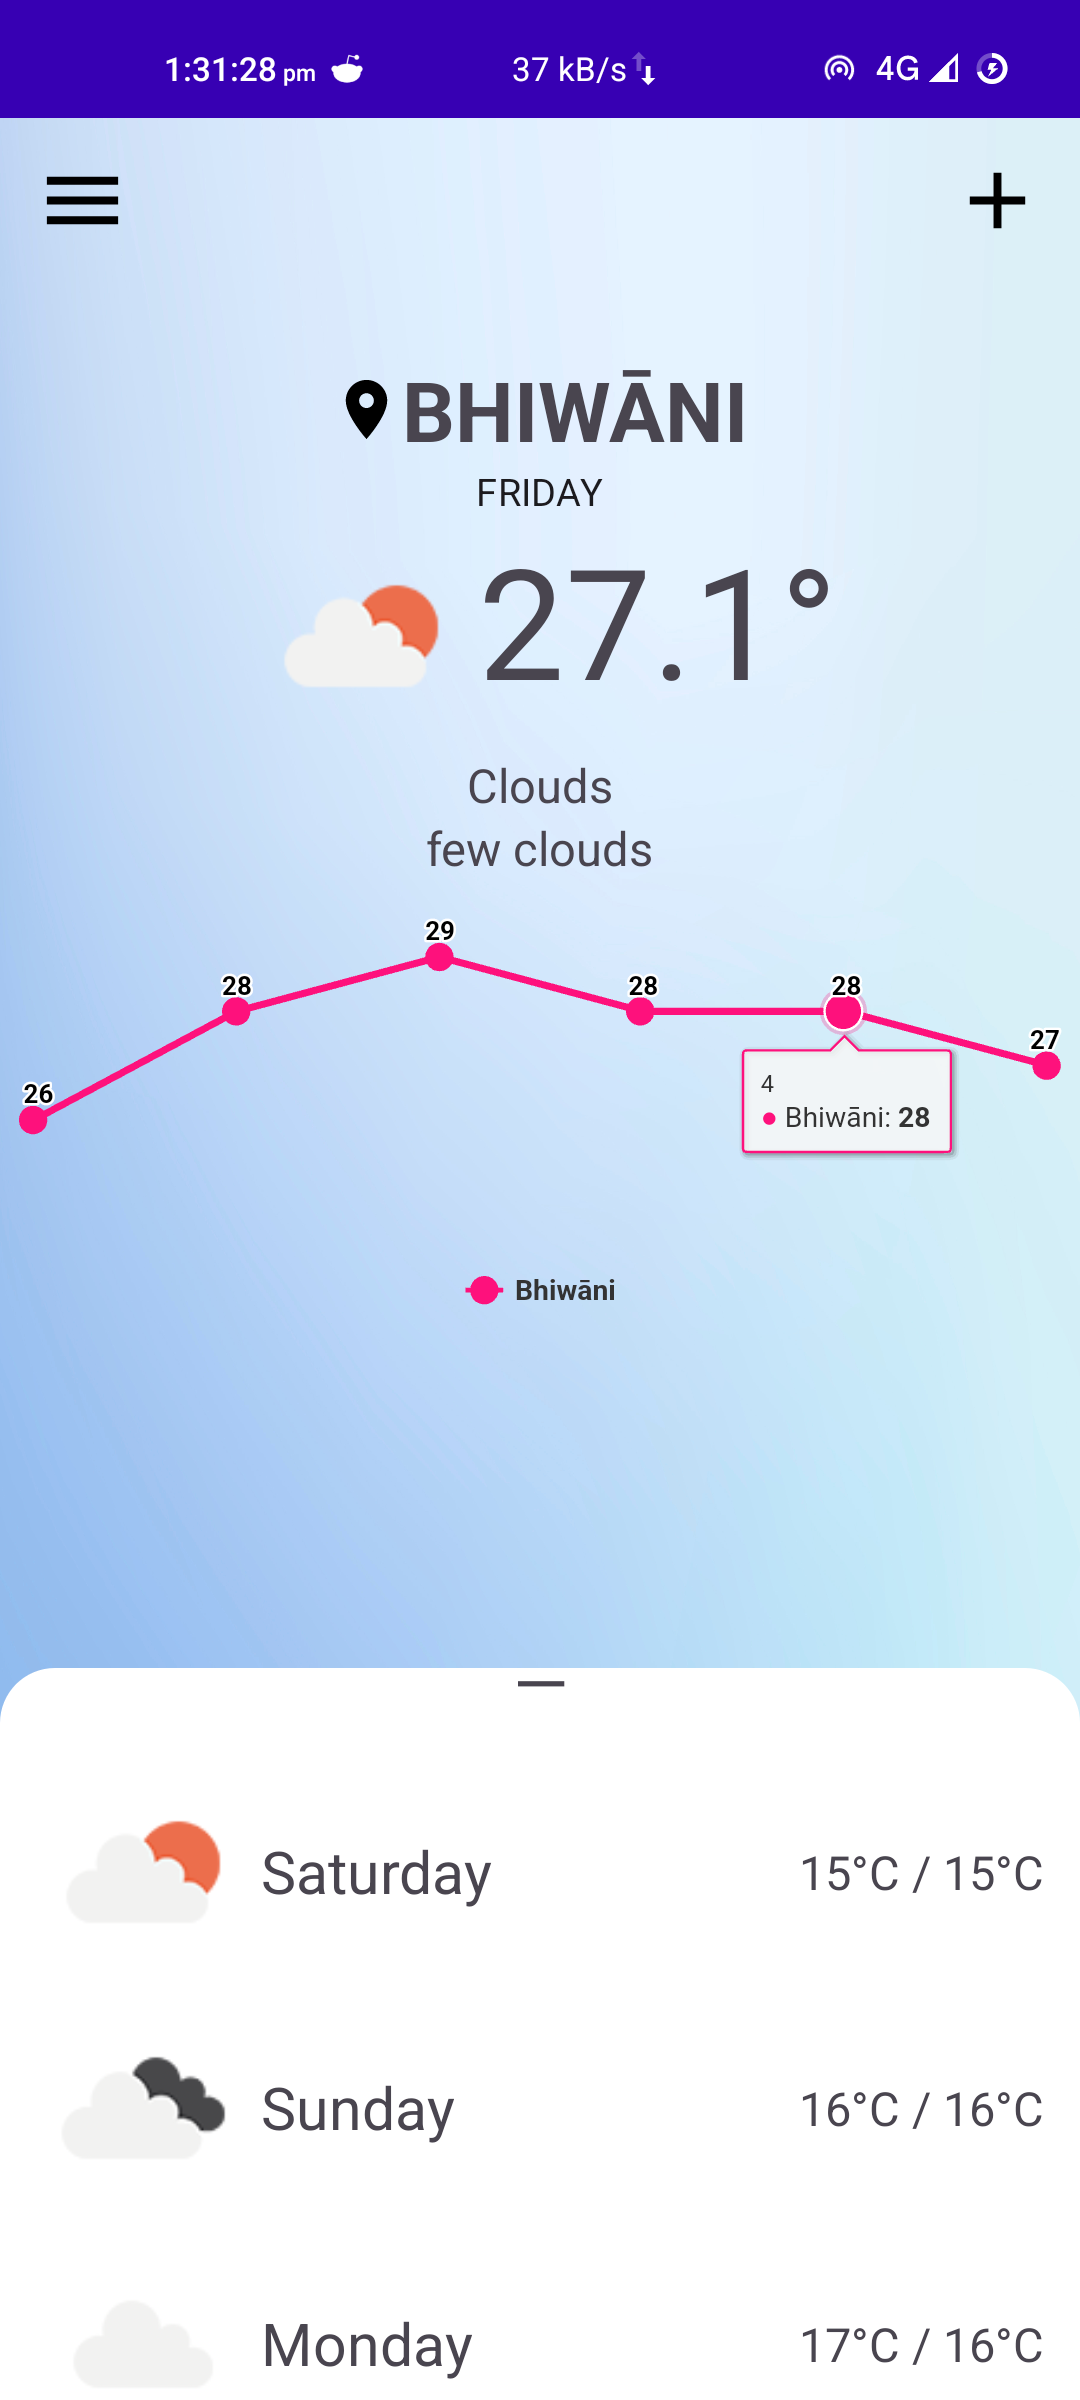 1:31:28 pm 37 kB/s 4G
BHIWĀNI
FRIDAY
27.1°
Clouds
few clouds
26 28 29 28 28 27
4
Bhiwāni: 28
Bhiwāni
Saturday 15°C / 15°C
Sunday 16°C / 16°C
Monday 17°C / 16°C